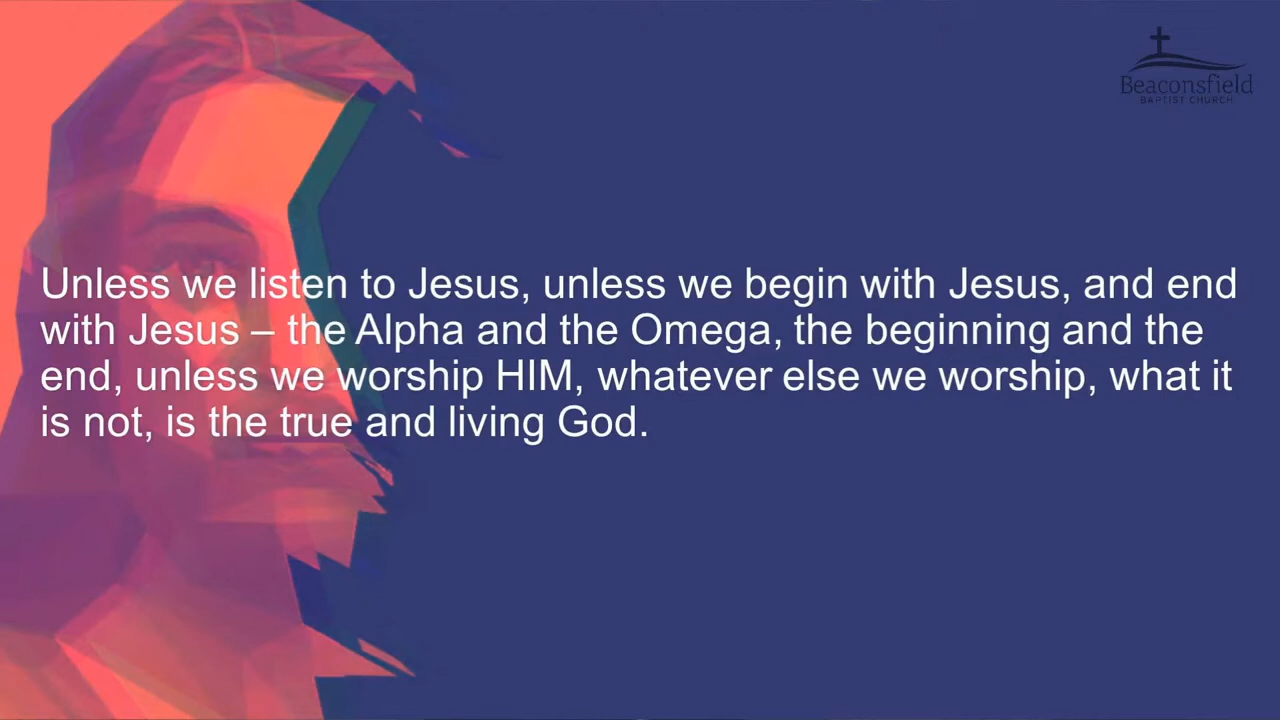 Beaconsfield
BAPTIST CHURCH
Unless we listen to Jesus, unless we begin with Jesus, and end
with Jesus – the Alpha and the Omega, the beginning and the
end, unless we worship HIM, whatever else we worship, what it
is not, is the true and living God.